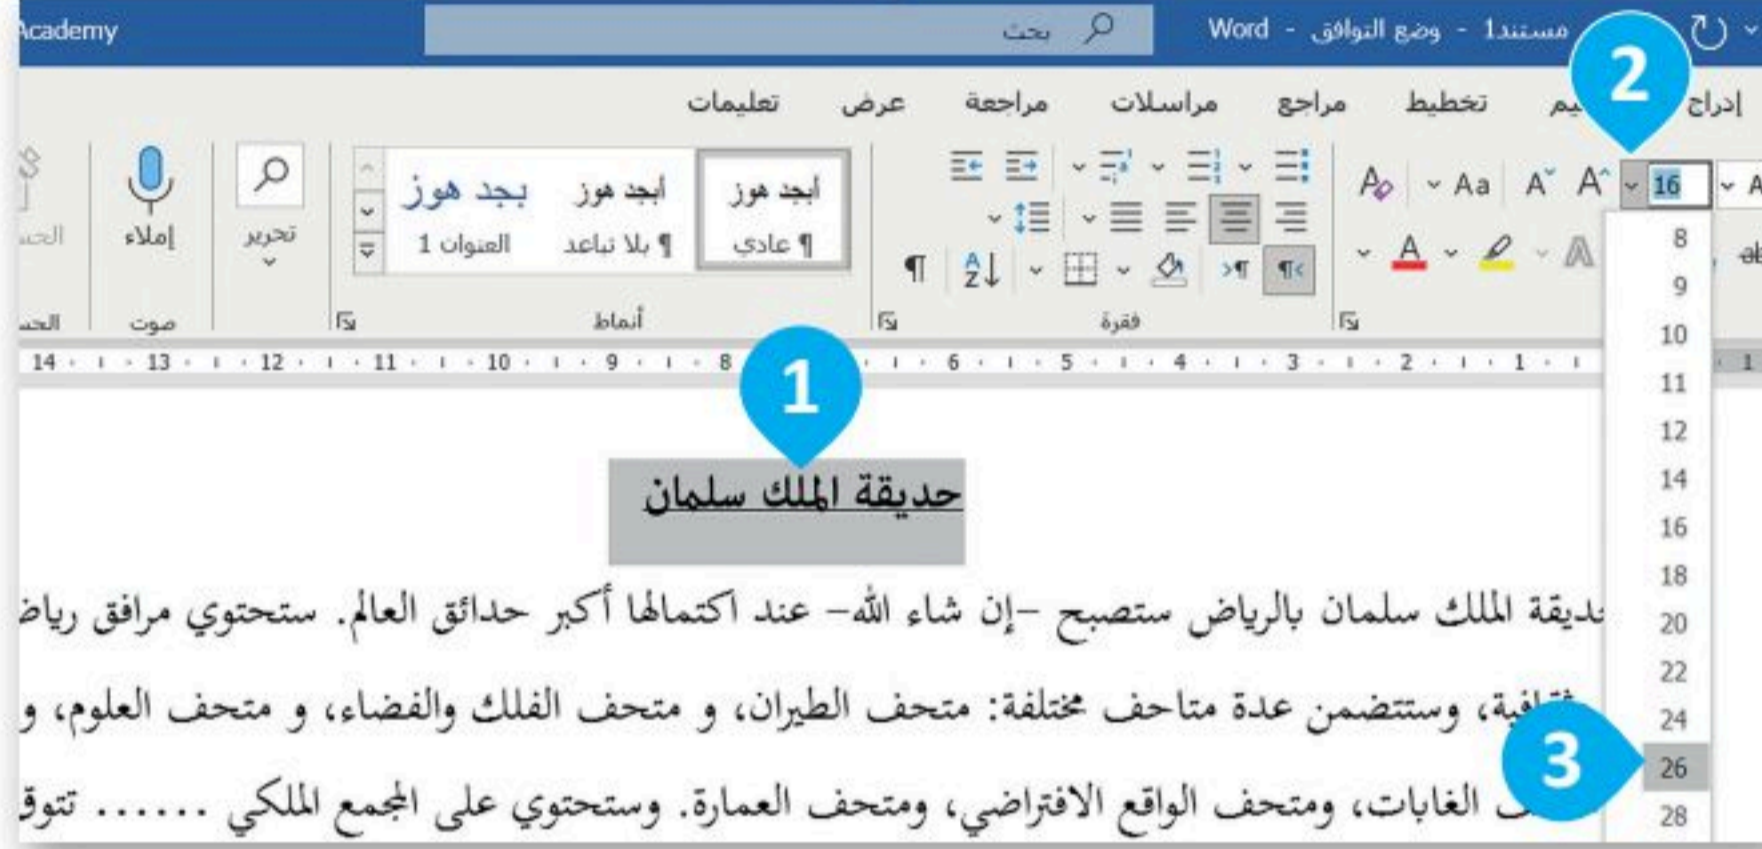 مستند1 - وضع التوافق - Word
بحث
Academy
إدراج تخطيط مراجع مراسلات مراجعة عرض تعليمات
2
16
Aa
أبجد هوز
أبجد هوز
بجد هوز
¶ عادي
¶ بلا تباعد
العنوان 1
تحرير
إملاء
فقرة
أنماط
صوت
1 1 2 3 4 5 6 8 9 10 11 12 13 14
1
حديقة الملك سلمان
حديقة الملك سلمان بالرياض ستصبح –إن شاء الله– عند اكتمالها أكبر حدائق العالم. ستحتوي مرافق رياض
ثقافية، وستتضمن عدة متاحف مختلفة: متحف الطيران، و متحف الفلك والفضاء، و متحف العلوم، و
الغابات، ومتحف الواقع الافتراضي، ومتحف العمارة. وستحتوي على المجمع الملكي ...... تتوق
8
9
10
11
12
14
16
18
20
22
24
3
26
28